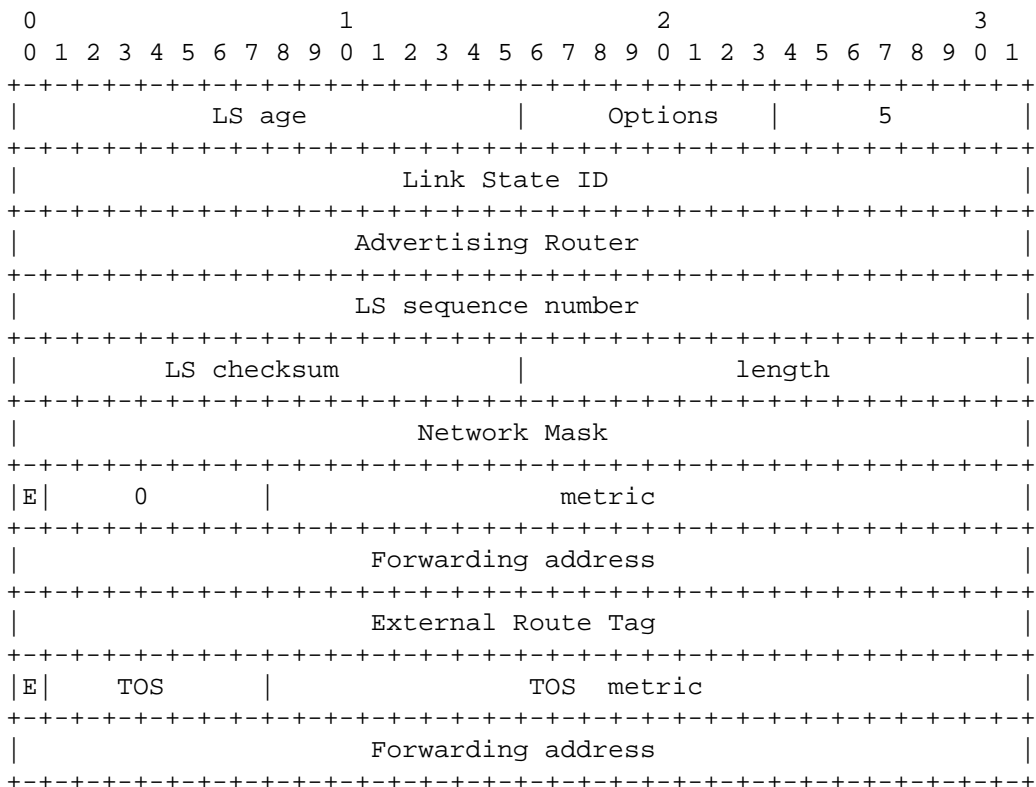 0                   1                   2                   3
 0 1 2 3 4 5 6 7 8 9 0 1 2 3 4 5 6 7 8 9 0 1 2 3 4 5 6 7 8 9 0 1
+-+-+-+-+-+-+-+-+-+-+-+-+-+-+-+-+-+-+-+-+-+-+-+-+-+-+-+-+-+-+-+-+
|            LS age             |     Options   |      5        |
+-+-+-+-+-+-+-+-+-+-+-+-+-+-+-+-+-+-+-+-+-+-+-+-+-+-+-+-+-+-+-+-+
|                        Link State ID                          |
+-+-+-+-+-+-+-+-+-+-+-+-+-+-+-+-+-+-+-+-+-+-+-+-+-+-+-+-+-+-+-+-+
|                     Advertising Router                        |
+-+-+-+-+-+-+-+-+-+-+-+-+-+-+-+-+-+-+-+-+-+-+-+-+-+-+-+-+-+-+-+-+
|                     LS sequence number                        |
+-+-+-+-+-+-+-+-+-+-+-+-+-+-+-+-+-+-+-+-+-+-+-+-+-+-+-+-+-+-+-+-+
|         LS checksum           |             length            |
+-+-+-+-+-+-+-+-+-+-+-+-+-+-+-+-+-+-+-+-+-+-+-+-+-+-+-+-+-+-+-+-+
|                         Network Mask                          |
+-+-+-+-+-+-+-+-+-+-+-+-+-+-+-+-+-+-+-+-+-+-+-+-+-+-+-+-+-+-+-+-+
|E|     0       |                  metric                       |
+-+-+-+-+-+-+-+-+-+-+-+-+-+-+-+-+-+-+-+-+-+-+-+-+-+-+-+-+-+-+-+-+
|                      Forwarding address                       |
+-+-+-+-+-+-+-+-+-+-+-+-+-+-+-+-+-+-+-+-+-+-+-+-+-+-+-+-+-+-+-+-+
|                      External Route Tag                       |
+-+-+-+-+-+-+-+-+-+-+-+-+-+-+-+-+-+-+-+-+-+-+-+-+-+-+-+-+-+-+-+-+
|E|    TOS      |                TOS  metric                    |
+-+-+-+-+-+-+-+-+-+-+-+-+-+-+-+-+-+-+-+-+-+-+-+-+-+-+-+-+-+-+-+-+
|                      Forwarding address                       |
+-+-+-+-+-+-+-+-+-+-+-+-+-+-+-+-+-+-+-+-+-+-+-+-+-+-+-+-+-+-+-+-+